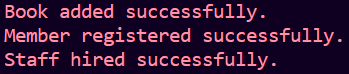 Book added successfully.
Member registered successfully.
Staff hired successfully.